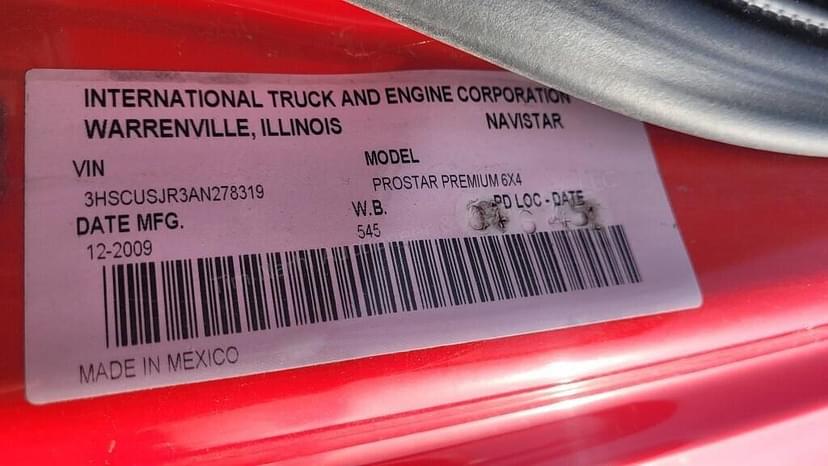 INTERNATIONAL TRUCK AND ENGINE CORPORATION
WARRENVILLE, ILLINOIS NAVISTAR
VIN MODEL
3HSCUSJR3AN278319 PROSTAR PREMIUM 6X4
DATE MFG. W.B. PD LOC - DATE
12-2009 545
MADE IN MEXICO